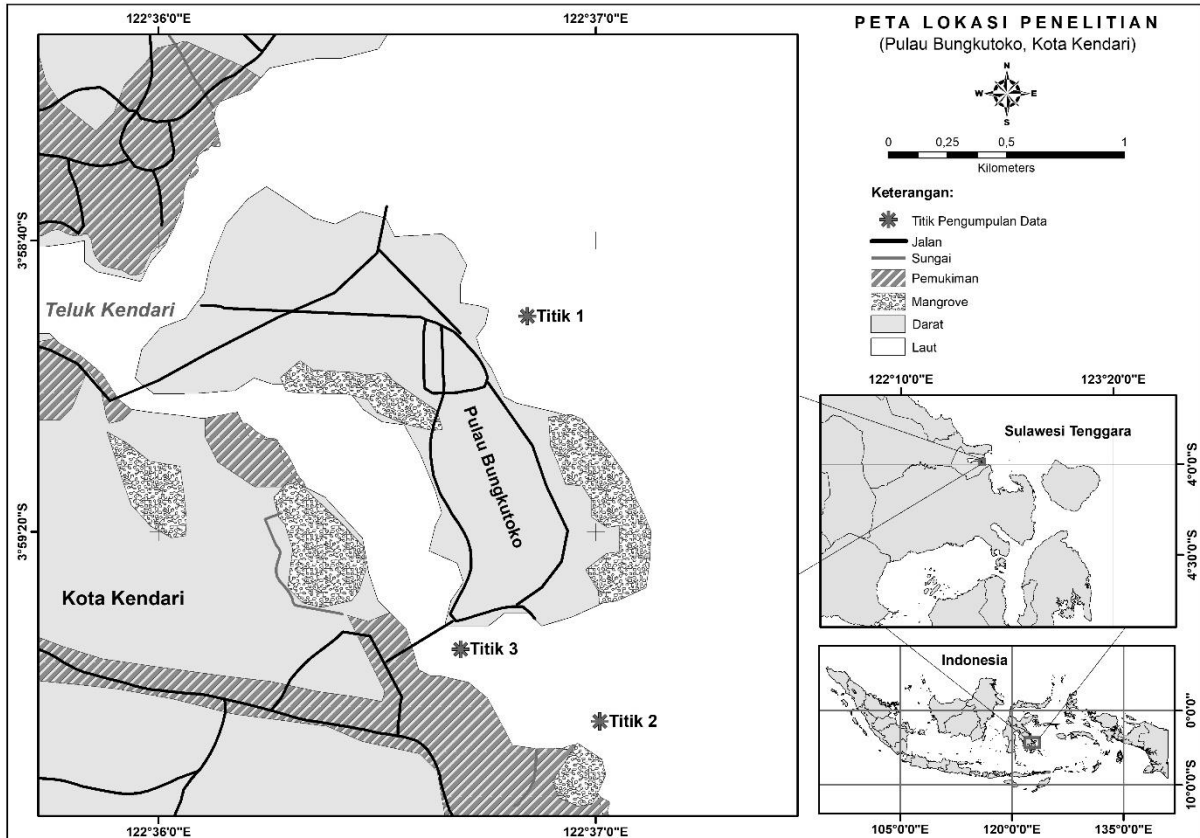 122°36'0"E
122°37'0"E
3°58'40"S
3°59'20"S
Teluk Kendari
Titik 1
Pulau Bungkutoko
Kota Kendari
Titik 3
Titik 2
122°36'0"E
122°37'0"E
PETA LOKASI PENELITIAN
(Pulau Bungkutoko, Kota Kendari)
N
W E
S
0 0,25 0,5 1
Kilometers
Keterangan:
Titik Pengumpulan Data
Jalan
Sungai
Pemukiman
Mangrove
Darat
Laut
122°10'0"E
123°20'0"E
Sulawesi Tenggara
4°0'0"S
4°30'0"S
Indonesia
0°0'0"
10°0'0"S
105°0'0"E
120°0'0"E
135°0'0"E